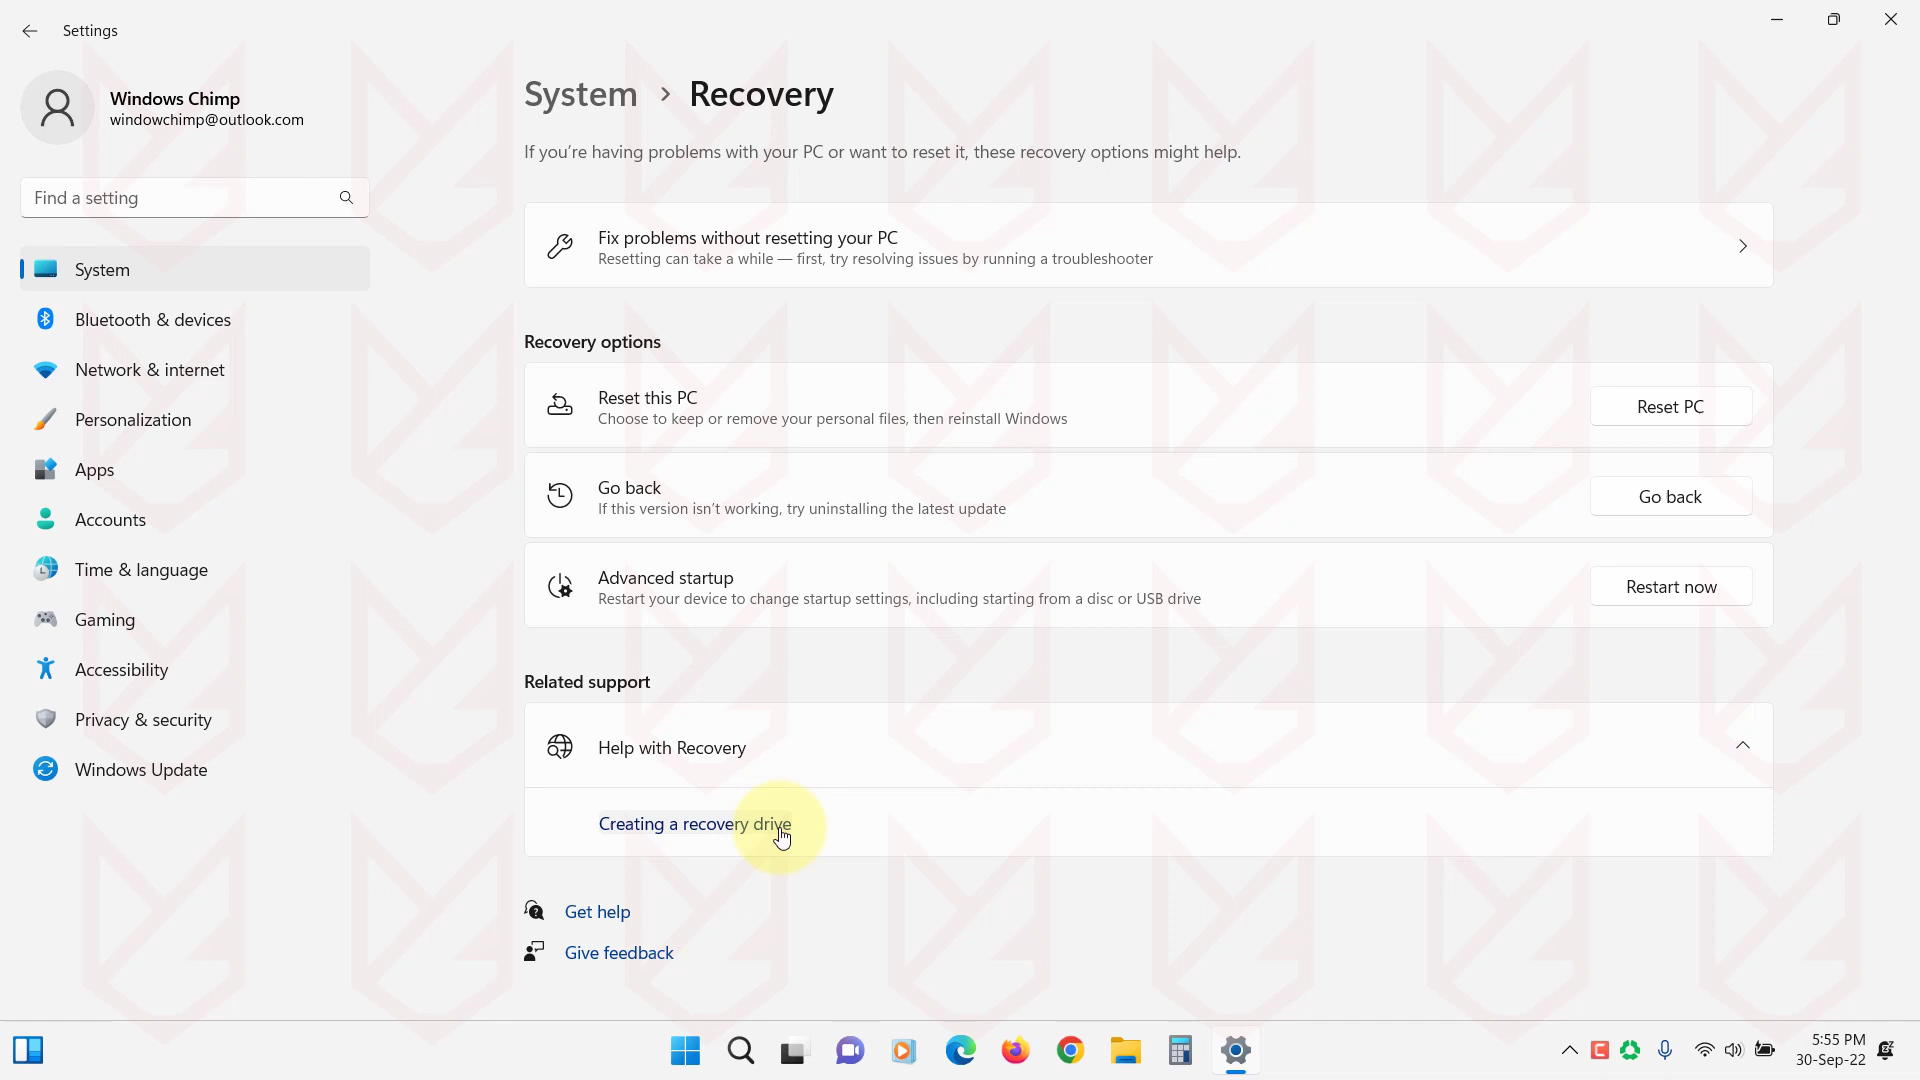 Settings
Windows Chimp
windowchimp@outlook.com
Find a setting
System
Bluetooth & devices
Network & internet
Personalization
Apps
Accounts
Time & language
Gaming
Accessibility
Privacy & security
Windows Update
System > Recovery
If you're having problems with your PC or want to reset it, these recovery options might help.
Fix problems without resetting your PC
Resetting can take a while — first, try resolving issues by running a troubleshooter
Recovery options
Reset this PC
Choose to keep or remove your personal files, then reinstall Windows
Reset PC
Go back
If this version isn't working, try uninstalling the latest update
Go back
Advanced startup
Restart your device to change startup settings, including starting from a disc or USB drive
Restart now
Related support
Help with Recovery
Creating a recovery drive
Get help
Give feedback
5:55 PM
30-Sep-22